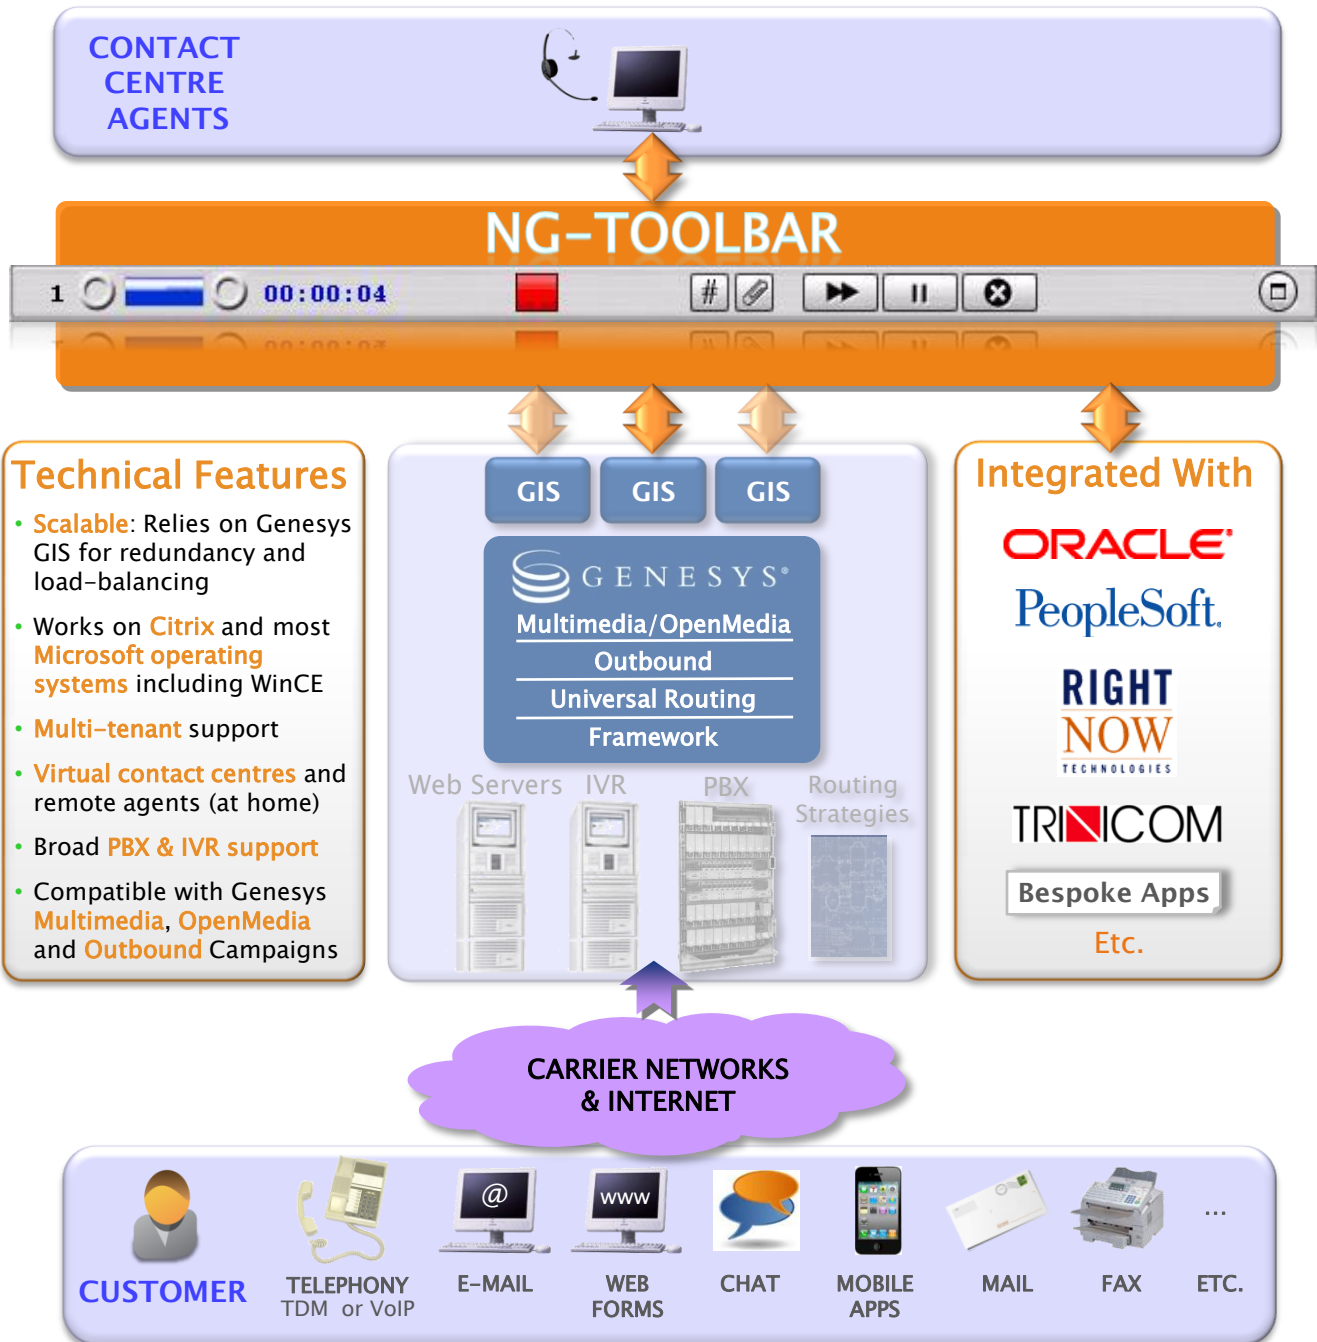 CONTACT
CENTRE
AGENTS
NG-TOOLBAR
1 00:00:04 #
Technical Features
• Scalable: Relies on Genesys
GIS for redundancy and
load-balancing
• Works on Citrix and most
Microsoft operating
systems including WinCE
• Multi-tenant support
• Virtual contact centres and
remote agents (at home)
• Broad PBX & IVR support
• Compatible with Genesys
Multimedia, OpenMedia
and Outbound Campaigns
GIS GIS GIS
GENESYS
Multimedia/OpenMedia
Outbound
Universal Routing
Framework
Web Servers IVR PBX Routing
Strategies
Integrated With
ORACLE
PeopleSoft.
RIGHT
NOW
TECHNOLOGIES
TRINICOM
Bespoke Apps
Etc.
CARRIER NETWORKS
& INTERNET
@ www ...
CUSTOMER
TELEPHONY
TDM or VoIP
E-MAIL
WEB
FORMS
CHAT
MOBILE
APPS
MAIL
FAX
ETC.